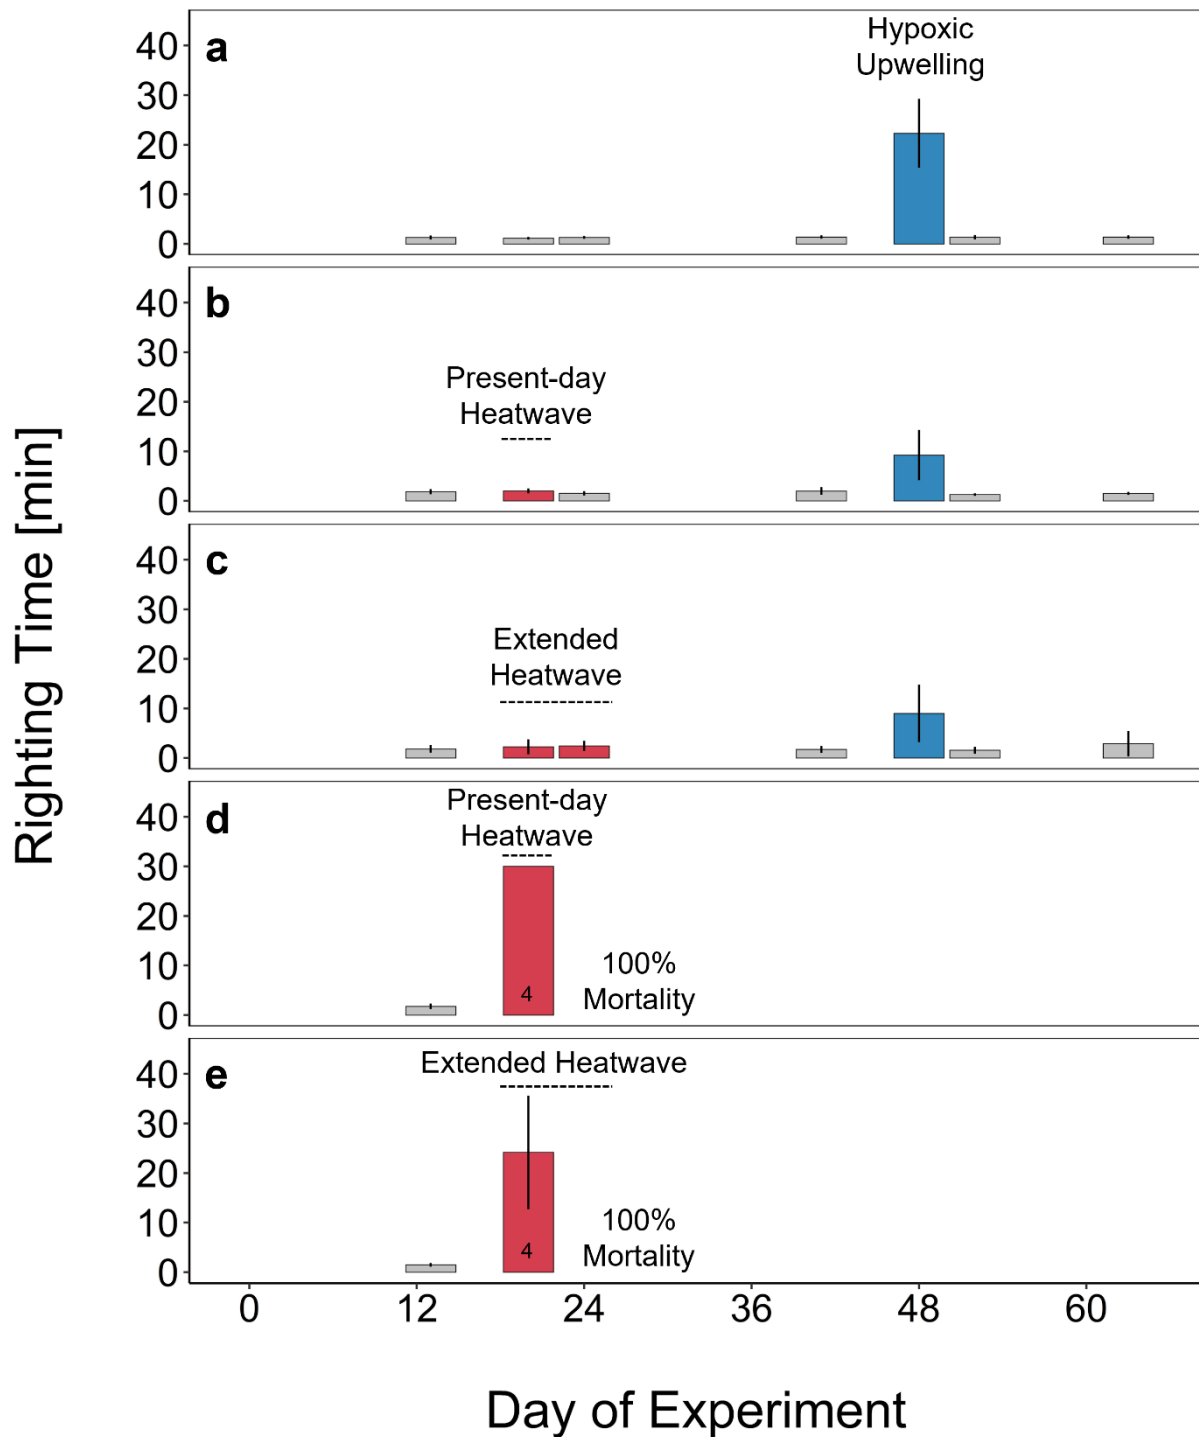 Righting Time [min]
a
Hypoxic
Upwelling
40
30
20
10
0
b
Present-day
Heatwave
40
30
20
10
0
c
Extended
Heatwave
40
30
20
10
0
d
Present-day
Heatwave
40
30
20
10
0
4
100%
Mortality
e
Extended Heatwave
40
30
20
10
0
4
100%
Mortality
0 12 24 36 48 60
Day of Experiment